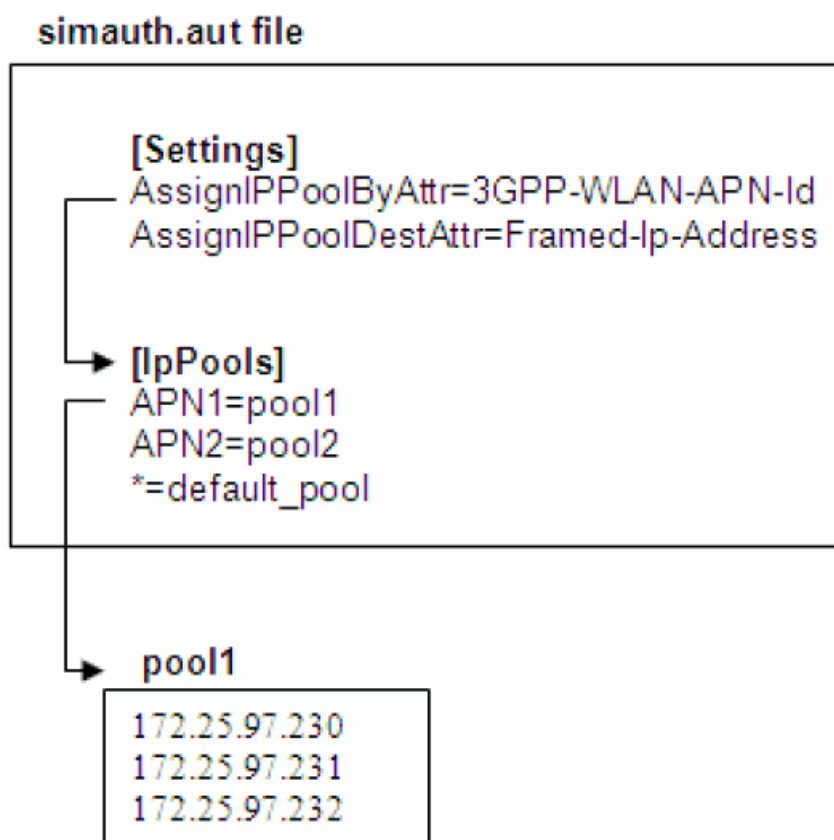 simauth.aut file
[Settings]
AssignIPPoolByAttr=3GPP-WLAN-APN-Id
AssignIPPoolDestAttr=Framed-Ip-Address
[IpPools]
APN1=pool1
APN2=pool2
*=default_pool
pool1
172.25.97.230
172.25.97.231
172.25.97.232